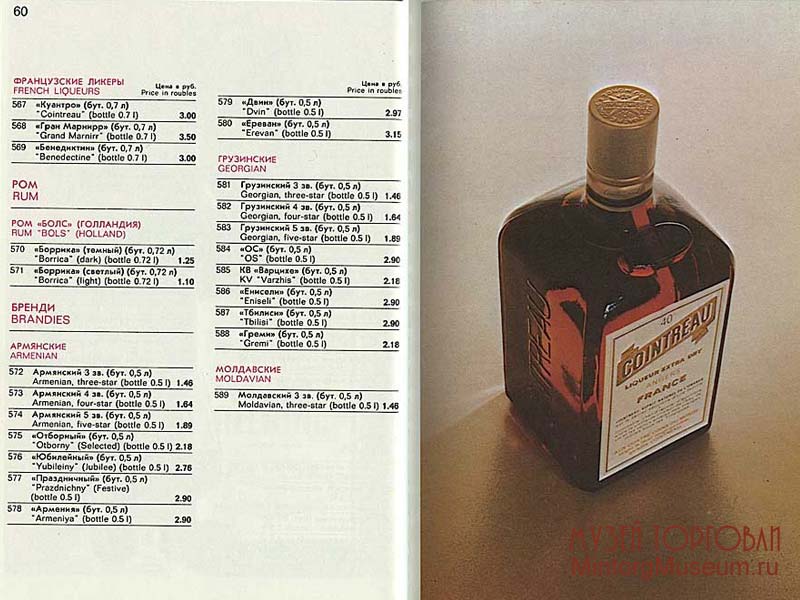 60
ФРАНЦУЗСКИЕ ЛИКЕРЫ
FRENCH LIQUEURS
Цена в руб.
Price in roubles
567 «Куантро» (бут. 0,7 л)
"Cointreau" (bottle 0.7 l) 3.00
568 «Гран Марнирр» (бут. 0,7 л)
"Grand Marnirr" (bottle 0.7 l) 3.50
569 «Бенедиктин» (бут. 0,7 л)
"Benedectine" (bottle 0.7 l) 3.00
РОМ
RUM
РОМ «БОЛС» (ГОЛЛАНДИЯ)
RUM "BOLS" (HOLLAND)
570 «Боррика» (темный) (бут. 0,72 л)
"Borrica" (dark) (bottle 0.72 l) 1.25
571 «Боррика» (светлый) (бут. 0,72 л)
"Borrica" (light) (bottle 0.72 l) 1.10
БРЕНДИ
BRANDIES
АРМЯНСКИЕ
ARMENIAN
572 Армянский 3 зв. (бут. 0,5 л)
Armenian, three-star (bottle 0.5 l) 1.46
573 Армянский 4 зв. (бут. 0,5 л)
Armenian, four-star (bottle 0.5 l) 1.64
574 Армянский 5 зв. (бут. 0,5 л)
Armenian, five-star (bottle 0.5 l) 1.89
575 «Отборный» (бут. 0,5 л)
"Otborny" (Selected) (bottle 0.5 l) 2.18
576 «Юбилейный» (бут. 0,5 л)
"Yubileiny" (Jubilee) (bottle 0.5 l) 2.76
577 «Праздничный» (бут. 0,5 л)
"Prazdnichny" (Festive)
(bottle 0.5 l) 2.90
578 «Армения» (бут. 0,5 л)
"Armeniya" (bottle 0.5 l) 2.90
Цена в руб.
Price in roubles
579 «Двин» (бут. 0,5 л)
"Dvin" (bottle 0.5 l) 2.97
580 «Ереван» (бут. 0,5 л)
"Erevan" (bottle 0.5 l) 3.15
ГРУЗИНСКИЕ
GEORGIAN
581 Грузинский 3 зв. (бут. 0,5 л)
Georgian, three-star (bottle 0.5 l) 1.46
582 Грузинский 4 зв. (бут. 0,5 л)
Georgian, four-star (bottle 0.5 l) 1.64
583 Грузинский 5 зв. (бут. 0,5 л)
Georgian, five-star (bottle 0.5 l) 1.89
584 «ОС» (бут. 0,5 л)
"OS" (bottle 0.5 l) 2.90
585 КВ «Варцихе» (бут. 0,5 л)
KV "Varzhis" (bottle 0.5 l) 2.18
586 «Енисели» (бут. 0,5 л)
"Eniseli" (bottle 0.5 l) 2.90
587 «Тбилиси» (бут. 0,5 л)
"Tbilisi" (bottle 0.5 l) 2.90
588 «Греми» (бут. 0,5 л)
"Gremi" (bottle 0.5 l) 2.18
МОЛДАВСКИЕ
MOLDAVIAN
589 Молдавский 3 зв. (бут. 0,5 л)
Moldavian, three-star (bottle 0.5 l) 1.46
40
COINTREAU
LIQUEUR EXTRA DRY
ANGERS
FRANCE
МУЗЕЙ ТОРГОВЛИ
MintorgMuseum.ru